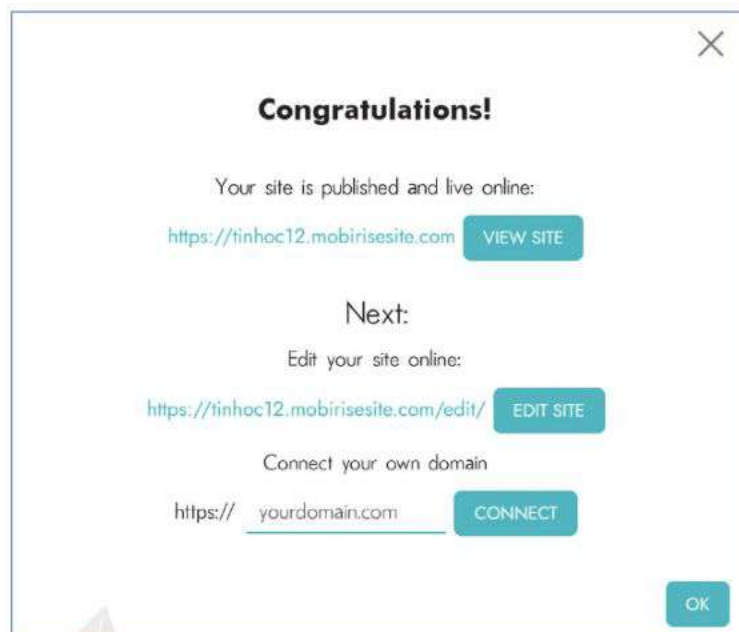 Congratulations!
Your site is published and live online:
https://tinhoc12.mobirisesite.com VIEW SITE
Next:
Edit your site online:
https://tinhoc12.mobirisesite.com/edit/ EDIT SITE
Connect your own domain
https:// yourdomain.com CONNECT
OK